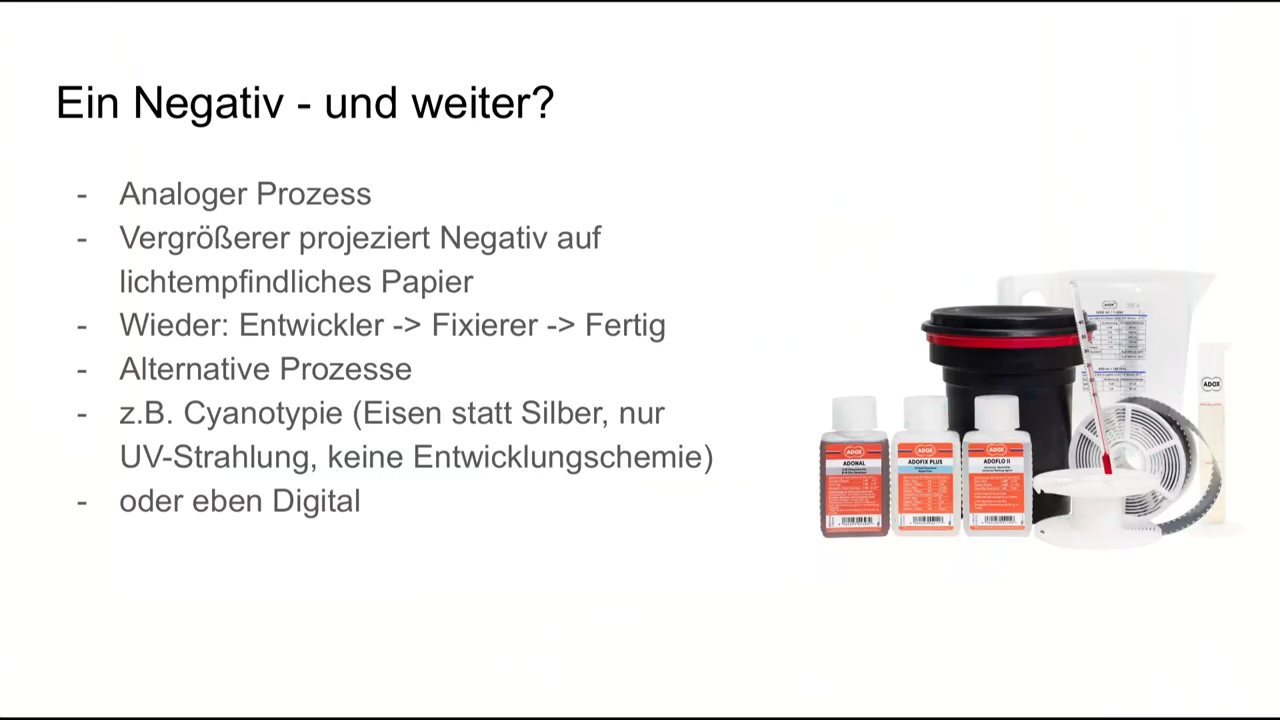 Ein Negativ - und weiter?
- Analoger Prozess
- Vergrößerer projeziert Negativ auf
lichtempfindliches Papier
- Wieder: Entwickler -> Fixierer -> Fertig
- Alternative Prozesse
- z.B. Cyanotypie (Eisen statt Silber, nur
UV-Strahlung, keine Entwicklungschemie)
- oder eben Digital
ADOX
ADOX
ADOX ADOX ADOX
ADONAL ADOFIX PLUS ADOFLO II